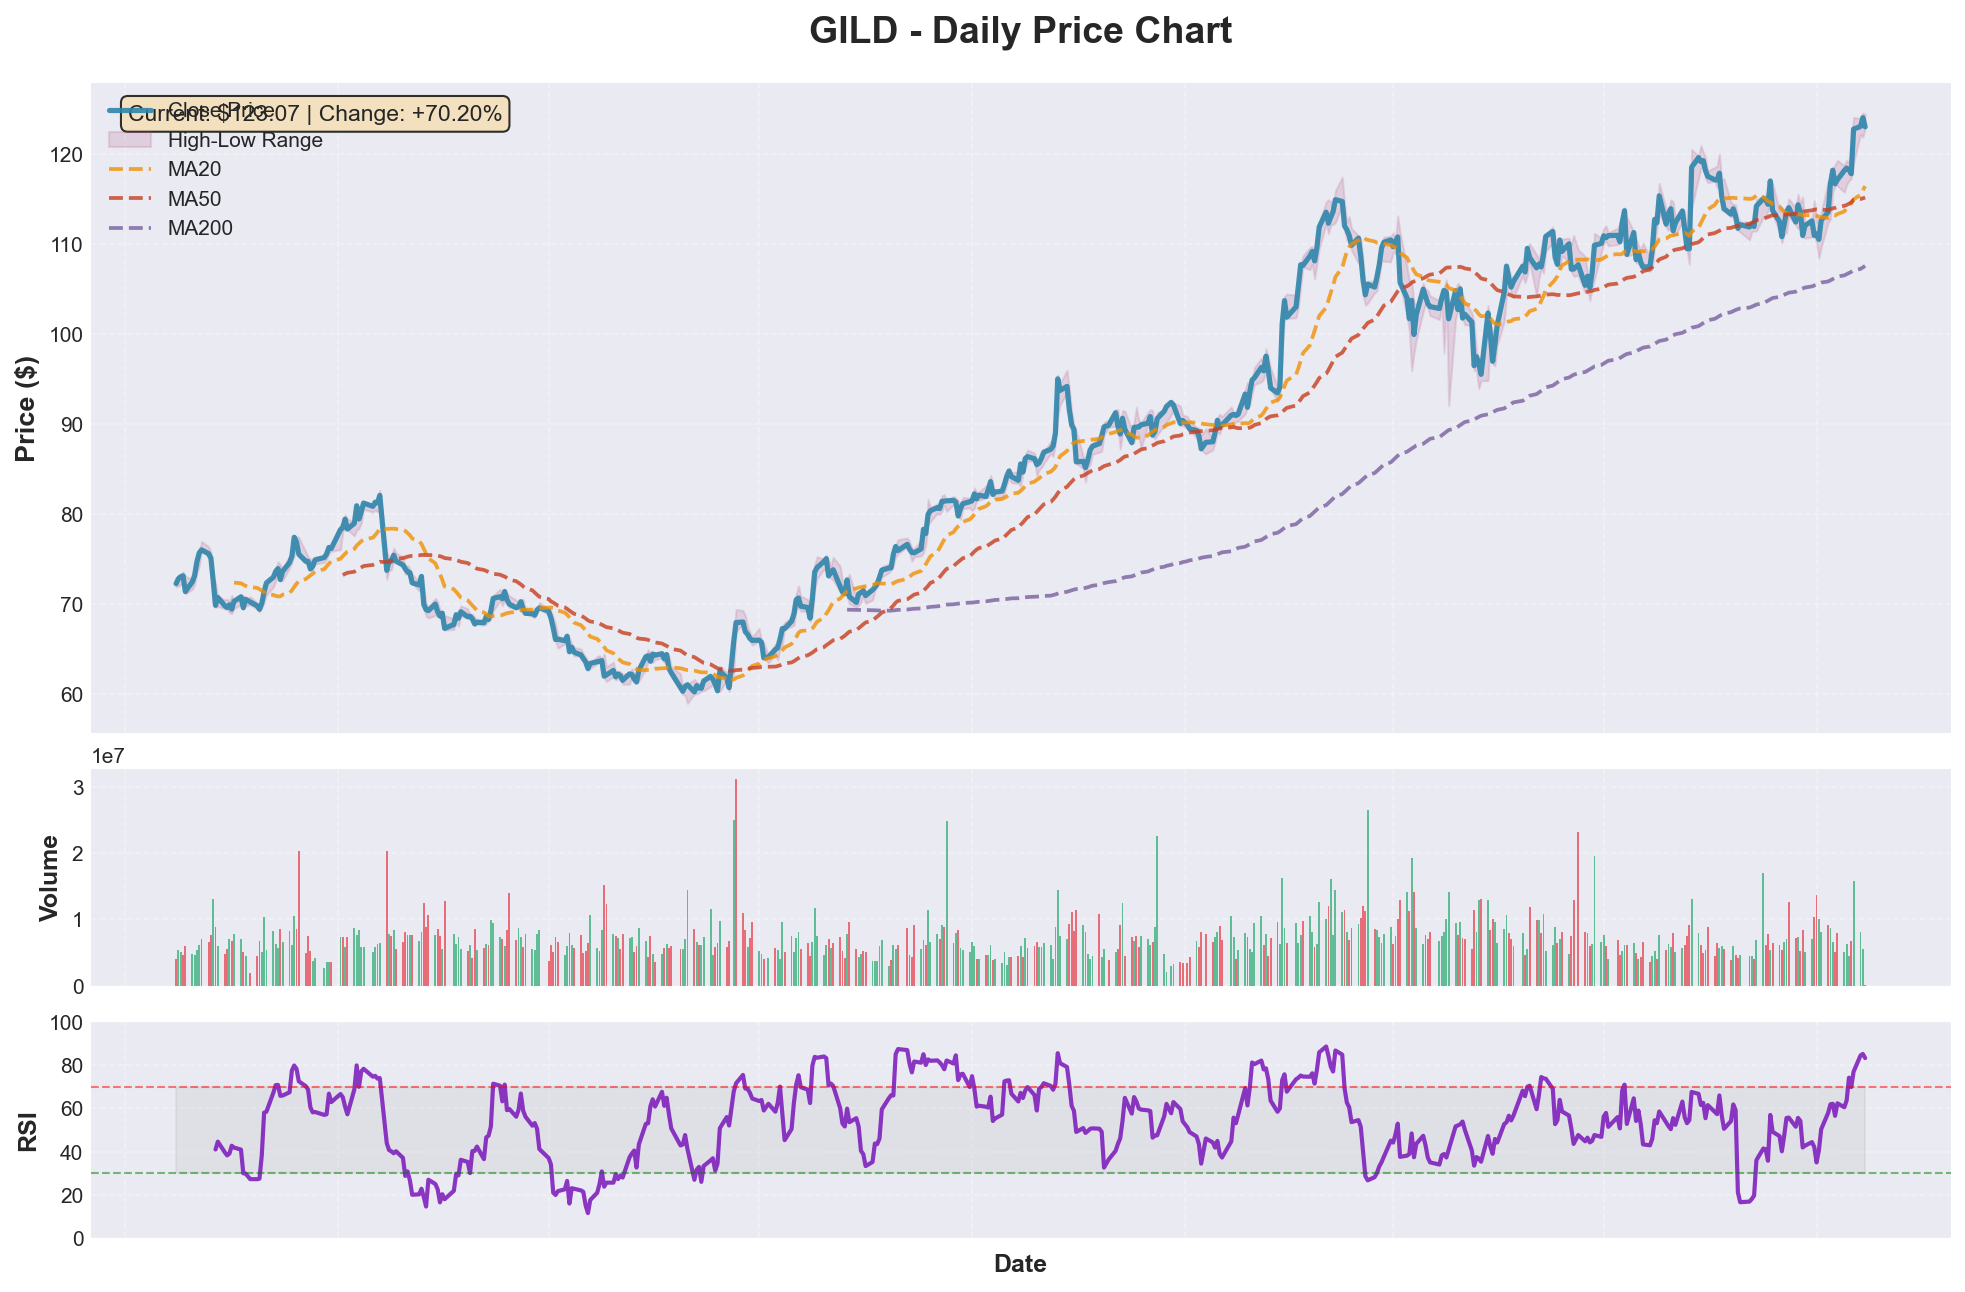 GILD - Daily Price Chart
Current: $123.07 | Change: +70.20%
Close Price
High-Low Range
MA20
MA50
MA200
Price ($)
120
110
100
90
80
70
60
1e7
Volume
3
2
1
0
RSI
100
80
60
40
20
0
Date